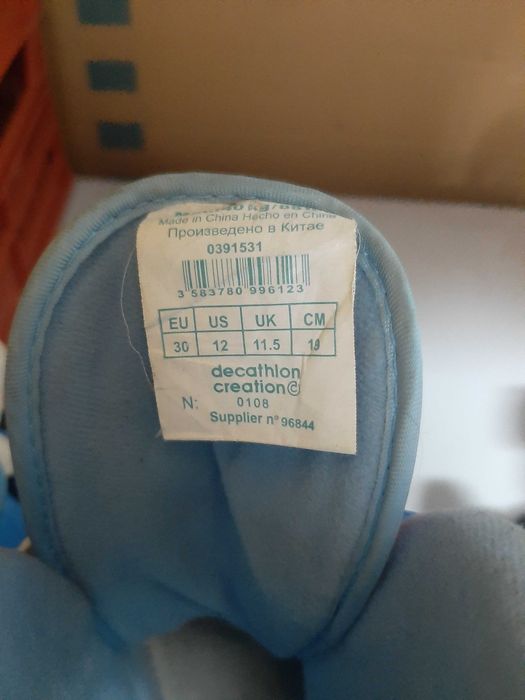 Made in China Hecho en China
Произведено в Китае
0391531
3 583780 996123
EU US UK CM
30 12 11.5 19
decathlon
creation©
N: 0108
Supplier n° 96844